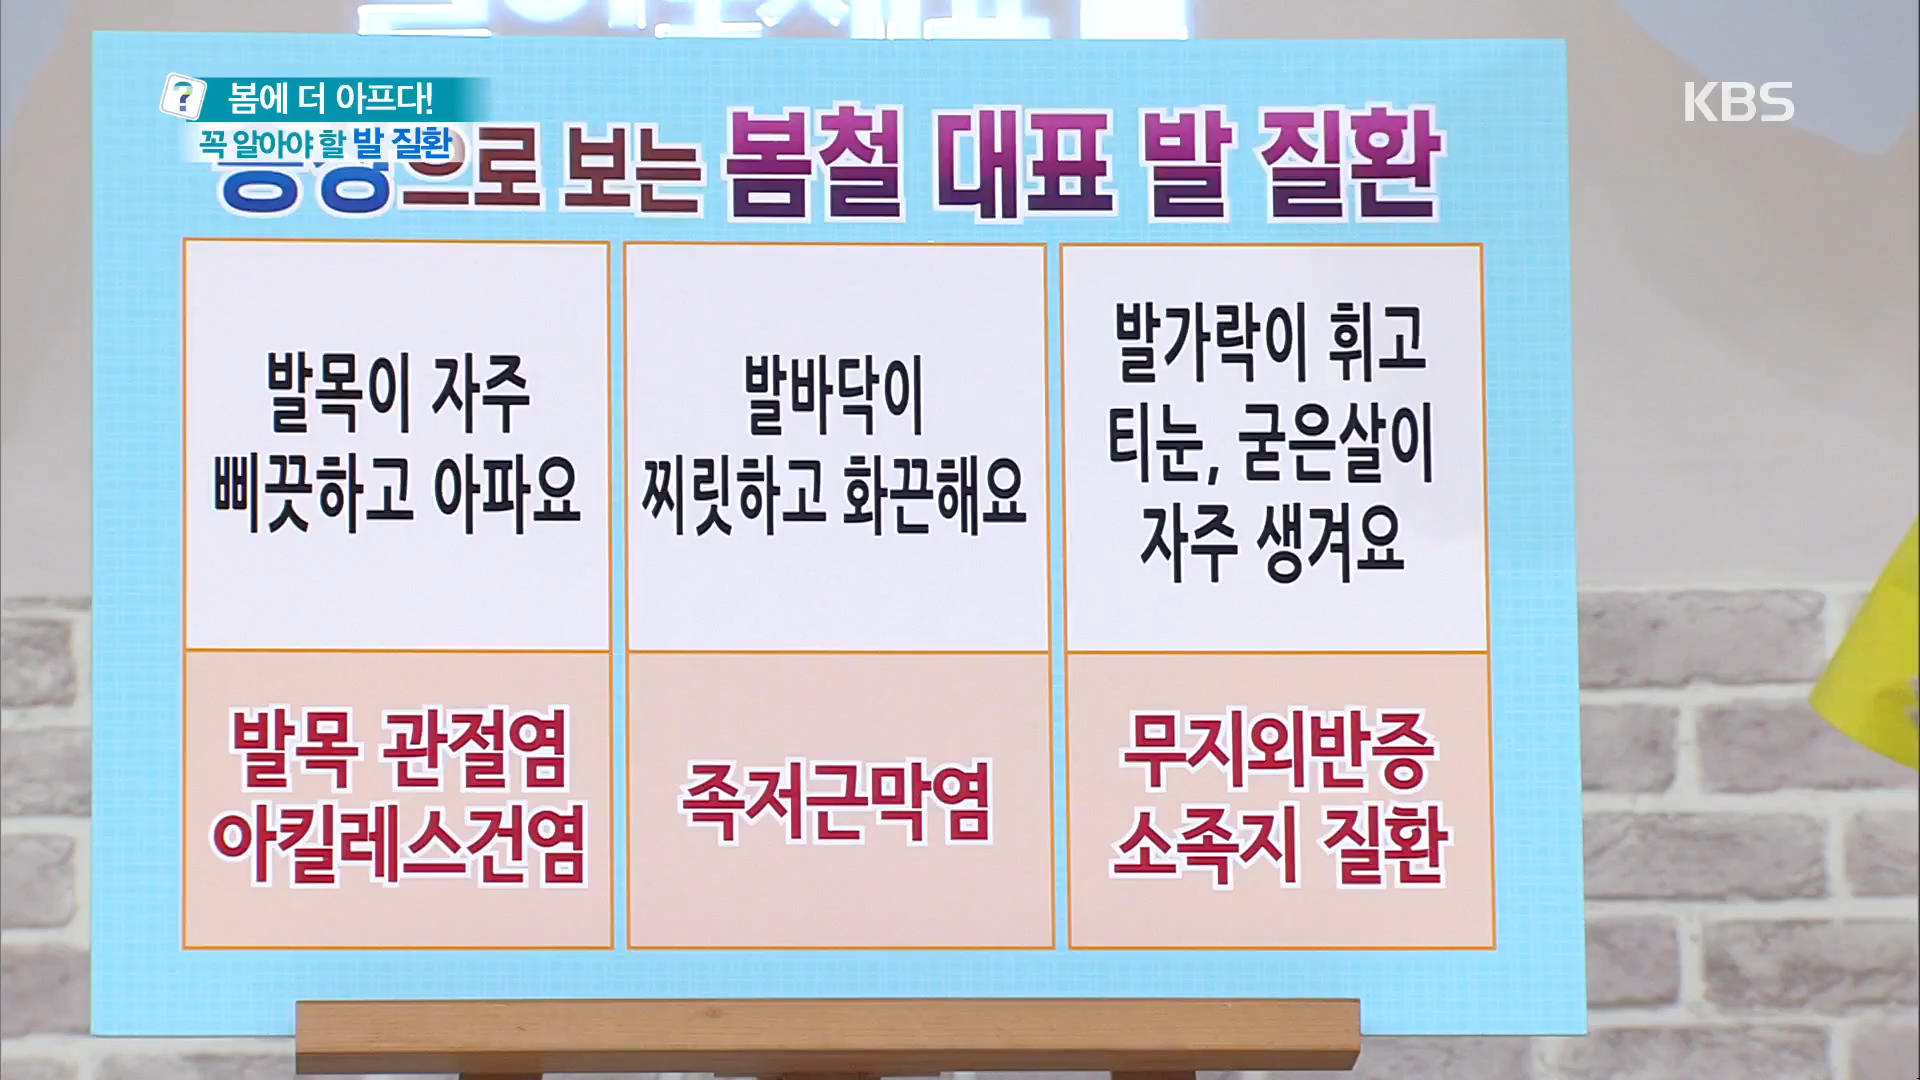 봄에 더 아프다!
꼭 알아야 할 발 질환
KBS
증상으로 보는 봄철 대표 발 질환
발목이 자주
삐끗하고 아파요
발바닥이
찌릿하고 화끈해요
발가락이 휘고
티눈, 굳은살이
자주 생겨요
발목 관절염
아킬레스건염
족저근막염
무지외반증
소족지 질환